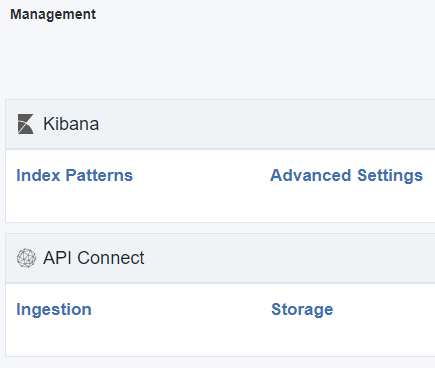 Management
Kibana
Index Patterns Advanced Settings
API Connect
Ingestion Storage